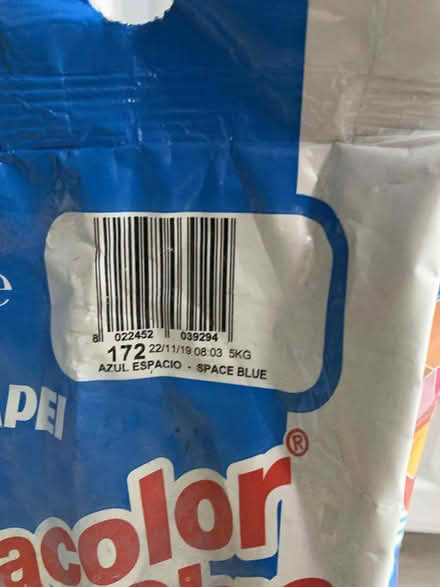 e
8 022452 039294
172 22/11/19 08:03 5KG
AZUL ESPACIO - SPACE BLUE
APEI
acolor®